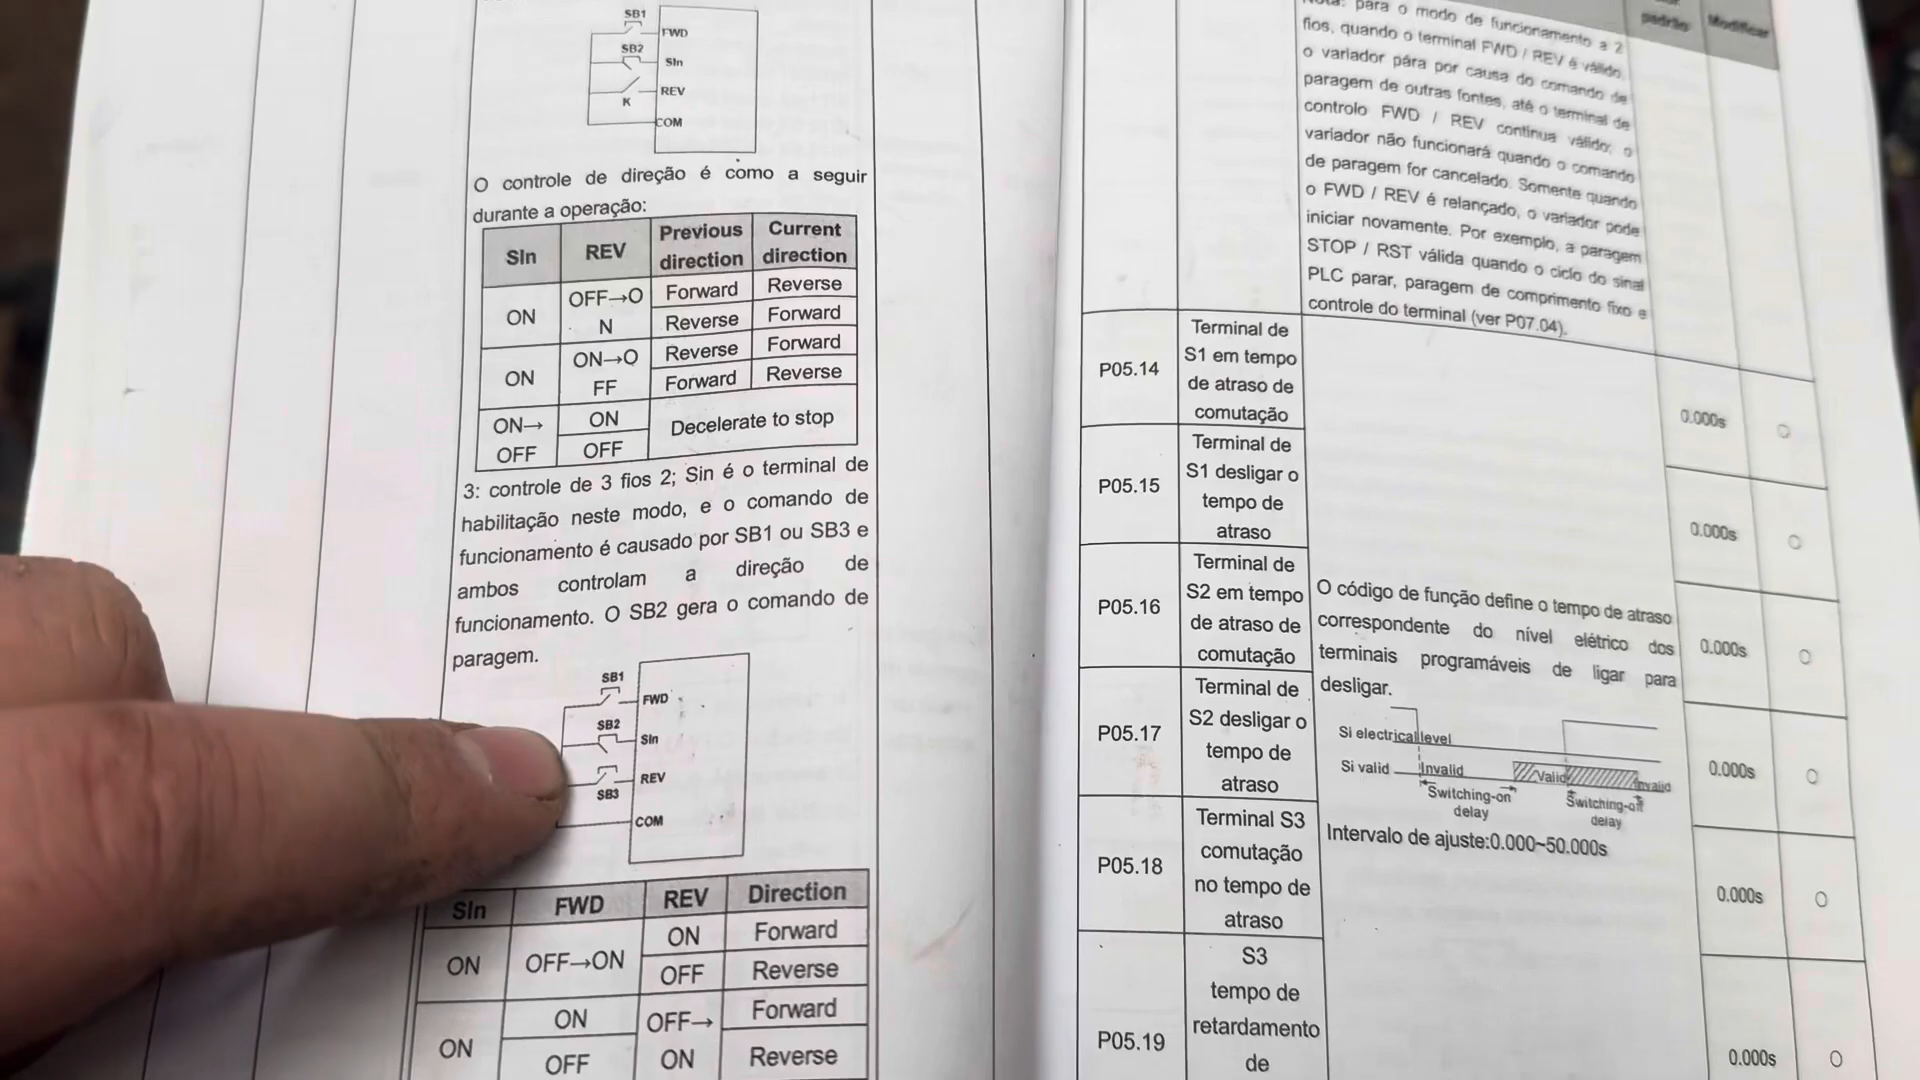 SB1
FWD
SB2
SIn
REV
K
COM
O controle de direção é como a seguir
durante a operação:
SIn REV Previous direction Current direction
ON OFF→O N Forward Reverse
Reverse Forward
ON ON→O FF Reverse Forward
Forward Reverse
ON→ OFF ON Decelerate to stop
OFF
3: controle de 3 fios 2; Sin é o terminal de
habilitação neste modo, e o comando de
funcionamento é causado por SB1 ou SB3 e
ambos controlam a direção de
funcionamento. O SB2 gera o comando de
paragem.
SB1
FWD
SB2
SIn
REV
SB3
COM
SIn FWD REV Direction
ON OFF→ON ON Forward
OFF Reverse
ON ON OFF→ ON Forward
OFF Reverse
padrão Modificar
para o modo de funcionamento a 2
fios, quando o terminal FWD / REV é válido,
o variador pára por causa do comando de
paragem de outras fontes, até o terminal de
controlo FWD / REV continua válido; o
variador não funcionará quando o comando
de paragem for cancelado. Somente quando
o FWD / REV é relançado, o variador pode
iniciar novamente. Por exemplo, a paragem
STOP / RST válida quando o ciclo do sinal
PLC parar, paragem de comprimento fixo e
controle do terminal (ver P07.04).
P05.14
Terminal de
S1 em tempo
de atraso de
comutação
0.000s
P05.15
Terminal de
S1 desligar o
tempo de
atraso
0.000s
P05.16
Terminal de
S2 em tempo
de atraso de
comutação
0.000s
P05.17
Terminal de
S2 desligar o
tempo de
atraso
0.000s
P05.18
Terminal S3
comutação
no tempo de
atraso
0.000s
P05.19
S3
tempo de
retardamento
de
0.000s
O código de função define o tempo de atraso
correspondente do nível elétrico dos
terminais programáveis de ligar para
desligar.
Si electrical level
Si valid Invalid Valid Invalid
Switching-on
delay
Switching-off
delay
Intervalo de ajuste:0.000~50.000s